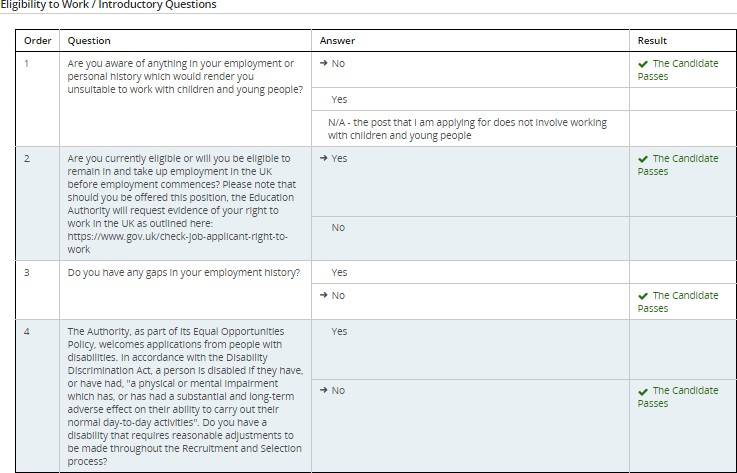 Eligibility to Work / Introductory Questions
Order Question Answer Result
1 Are you aware of anything in your employment or → No ✔ The Candidate
personal history which would render you Passes
unsuitable to work with children and young people?
Yes
N/A - the post that I am applying for does not involve working
with children and young people
2 Are you currently eligible or will you be eligible to → Yes ✔ The Candidate
remain in and take up employment in the UK Passes
before employment commences? Please note that
should you be offered this position, the Education
Authority will request evidence of your right to
work in the UK as outlined here: No
https://www.gov.uk/check-job-applicant-right-to-
work
3 Do you have any gaps in your employment history? Yes
→ No ✔ The Candidate
Passes
4 The Authority, as part of its Equal Opportunities Yes
Policy, welcomes applications from people with
disabilities. In accordance with the Disability
Discrimination Act, a person is disabled if they have,
or have had, "a physical or mental impairment → No ✔ The Candidate
which has, or has had a substantial and long-term Passes
adverse effect on their ability to carry out their
normal day-to-day activities". Do you have a
disability that requires reasonable adjustments to
be made throughout the Recruitment and Selection
process?